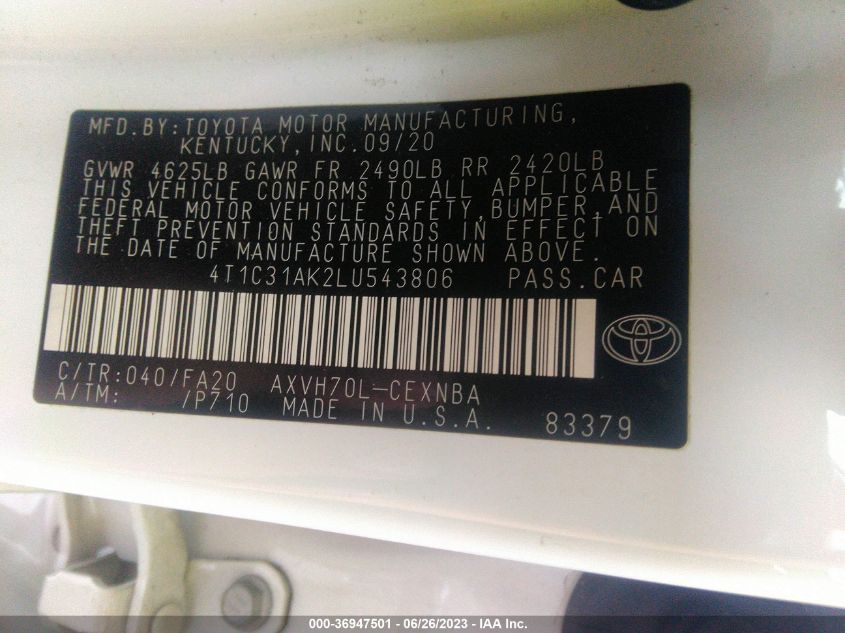 MFD.BY:TOYOTA MOTOR MANUFACTURING,
KENTUCKY,INC.09/20
GVWR 4625LB GAWR FR 2490LB RR 2420LB
THIS VEHICLE CONFORMS TO ALL APPLICABLE
FEDERAL MOTOR VEHICLE SAFETY,BUMPER,AND
THEFT PREVENTION STANDARDS IN EFFECT ON
THE DATE OF MANUFACTURE SHOWN ABOVE.
4T1C31AK2LU543806 PASS.CAR
C/TR:040/FA20 AXVH70L-CEXNBA
A/TM: /P710 MADE IN U.S.A. 83379
000-36947501 - 06/26/2023 - IAA Inc.